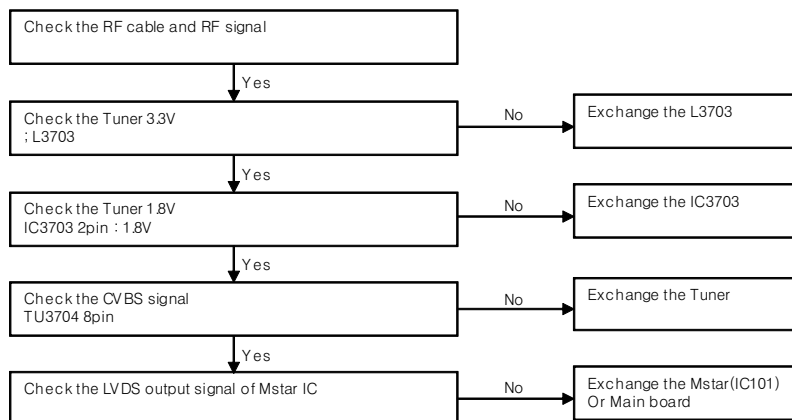 Check the RF cable and RF signal
Yes
Check the Tuner 3.3V
; L3703
No
Exchange the L3703
Yes
Check the Tuner 1.8V
IC3703 2pin : 1.8V
No
Exchange the IC3703
Yes
Check the CVBS signal
TU3704 8pin
No
Exchange the Tuner
Yes
Check the LVDS output signal of Mstar IC
No
Exchange the Mstar(IC101)
Or Main board